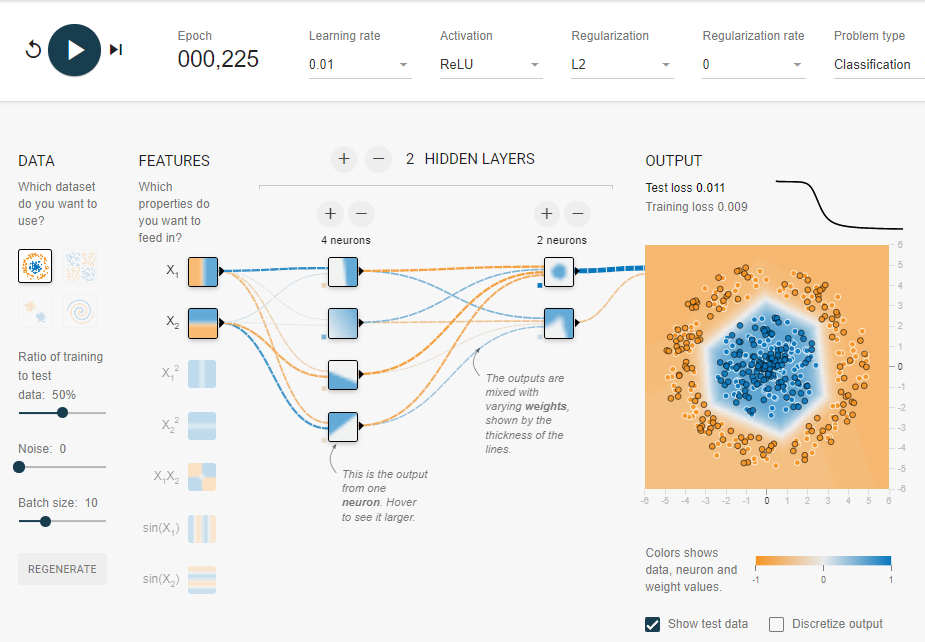 Epoch
000,225
Learning rate
0.01
Activation
ReLU
Regularization
L2
Regularization rate
0
Problem type
Classification
DATA
Which dataset
do you want to
use?
Ratio of training
to test
data: 50%
Noise: 0
Batch size: 10
REGENERATE
FEATURES
Which
properties do
you want to
feed in?
X₁
X₂
X₁²
X₂²
X₁X₂
sin(X₁)
sin(X₂)
+ − 2 HIDDEN LAYERS
+ −
4 neurons
+ −
2 neurons
This is the output
from one
neuron. Hover
to see it larger.
The outputs are
mixed with
varying weights,
shown by the
thickness of the
lines.
OUTPUT
Test loss 0.011
Training loss 0.009
6
5
4
3
2
1
0
-1
-2
-3
-4
-5
-6
-6 -5 -4 -3 -2 -1 0 1 2 3 4 5 6
Colors shows
data, neuron and
weight values.
-1 0 1
Show test data
Discretize output